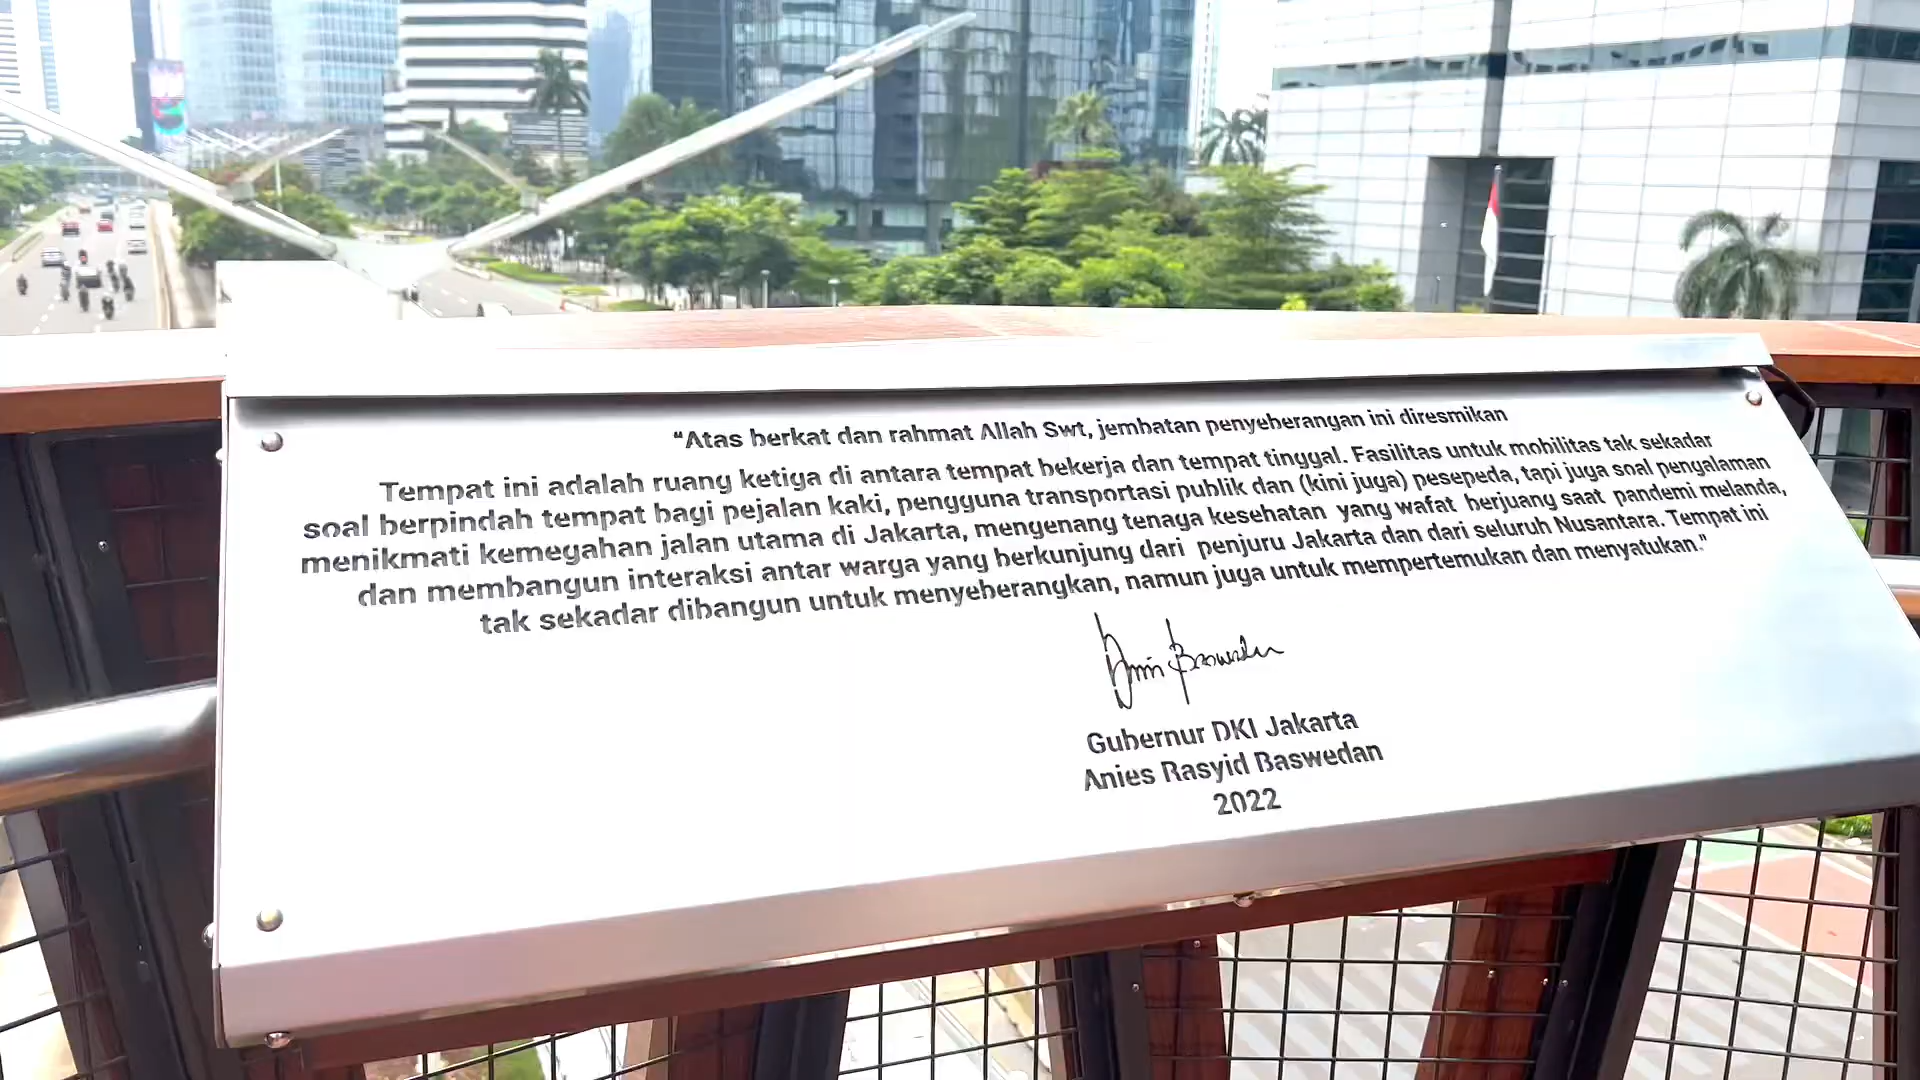 “Atas berkat dan rahmat Allah Swt, jembatan penyeberangan ini diresmikan
Tempat ini adalah ruang ketiga di antara tempat bekerja dan tempat tinggal. Fasilitas untuk mobilitas tak sekadar
soal berpindah tempat bagi pejalan kaki, pengguna transportasi publik dan (kini juga) pesepeda, tapi juga soal pengalaman
menikmati kemegahan jalan utama di Jakarta, mengenang tenaga kesehatan yang wafat berjuang saat pandemi melanda,
dan membangun interaksi antar warga yang berkunjung dari penjuru Jakarta dan dari seluruh Nusantara. Tempat ini
tak sekadar dibangun untuk menyeberangkan, namun juga untuk mempertemukan dan menyatukan.”
Anies Baswedan
Gubernur DKI Jakarta
Anies Rasyid Baswedan
2022